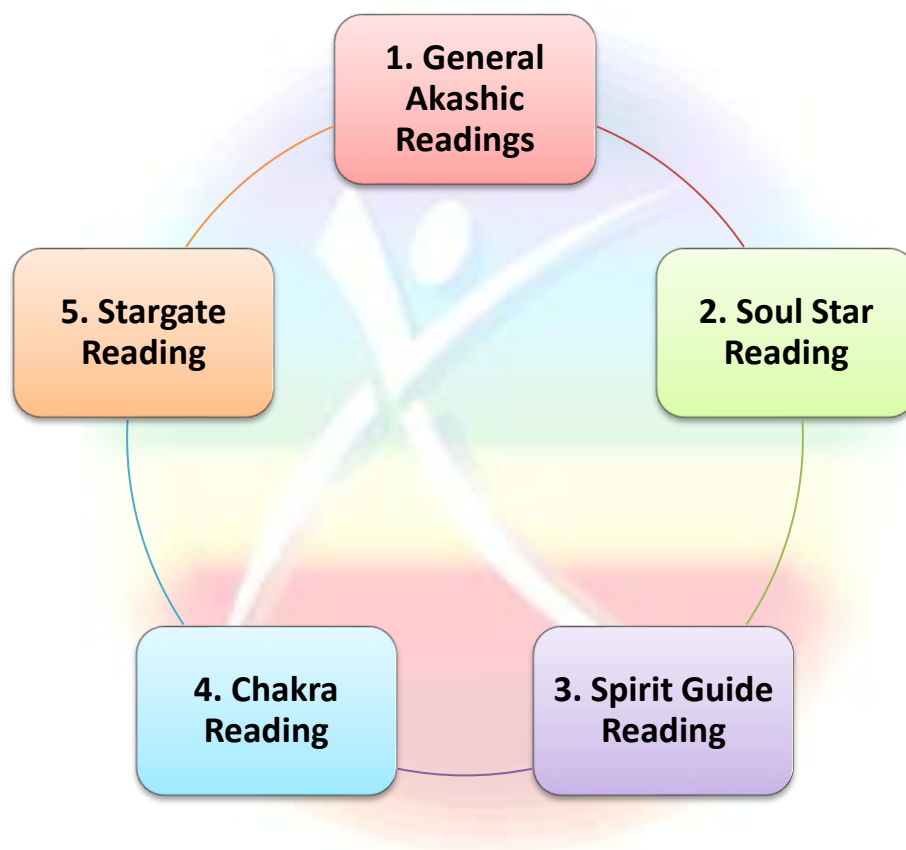 1. General
Akashic
Readings
2. Soul Star
Reading
3. Spirit Guide
Reading
4. Chakra
Reading
5. Stargate
Reading